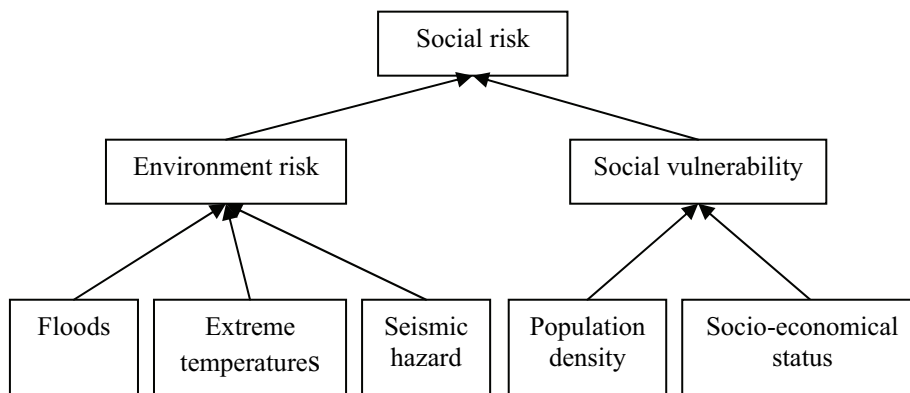 Social risk
Environment risk
Social vulnerability
Floods
Extreme
temperatures
Seismic
hazard
Population
density
Socio-economical
status